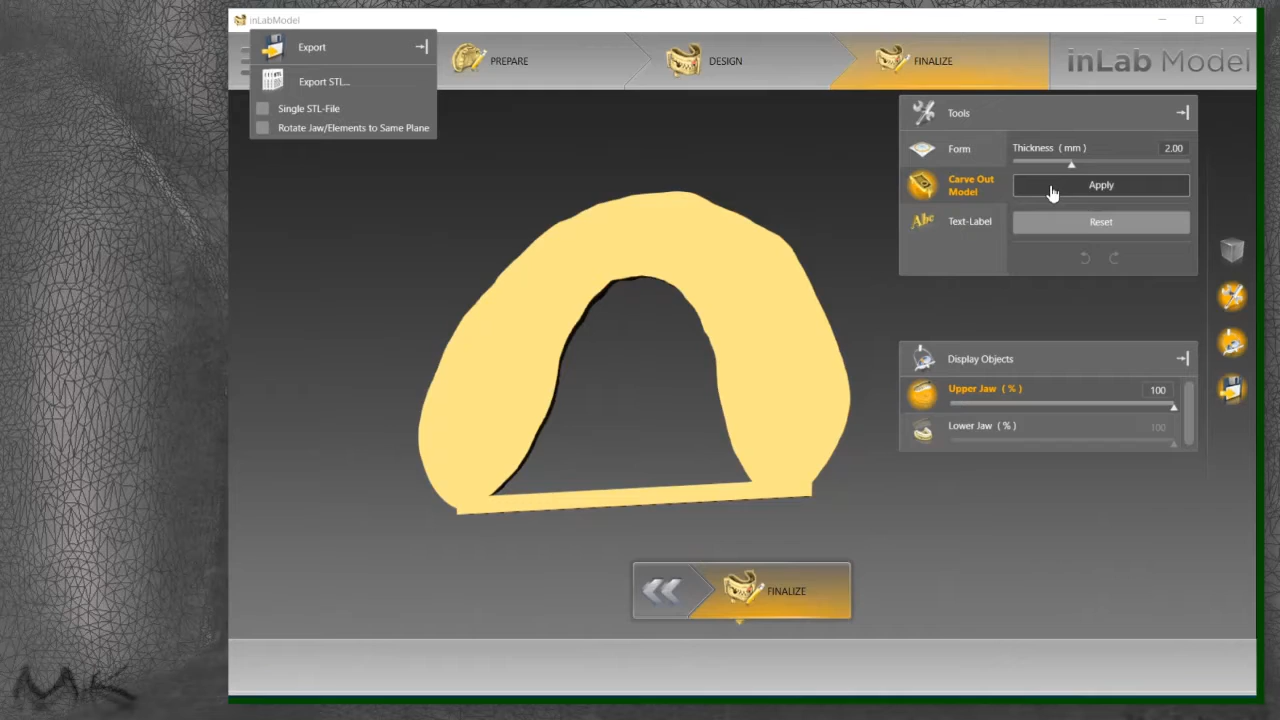 inLabModel
Export
Export STL...
Single STL-File
Rotate Jaw/Elements to Same Plane
PREPARE
DESIGN
FINALIZE
inLab Model
Tools
Form
Thickness ( mm )
2.00
Carve Out
Model
Apply
Abc
Text-Label
Reset
Display Objects
Upper Jaw ( % )
100
Lower Jaw ( % )
100
FINALIZE
MK